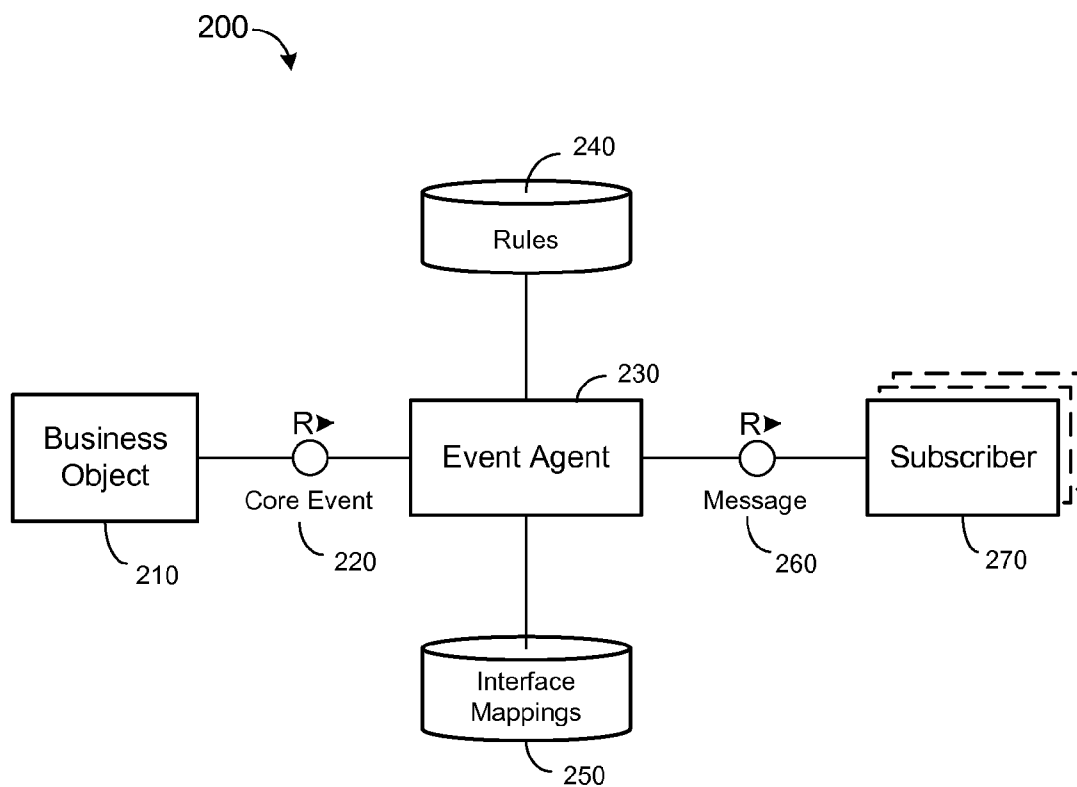 200
240
Rules
230
Business
Object
R
Core Event
220
Event Agent
R
Message
260
Subscriber
210
270
Interface
Mappings
250